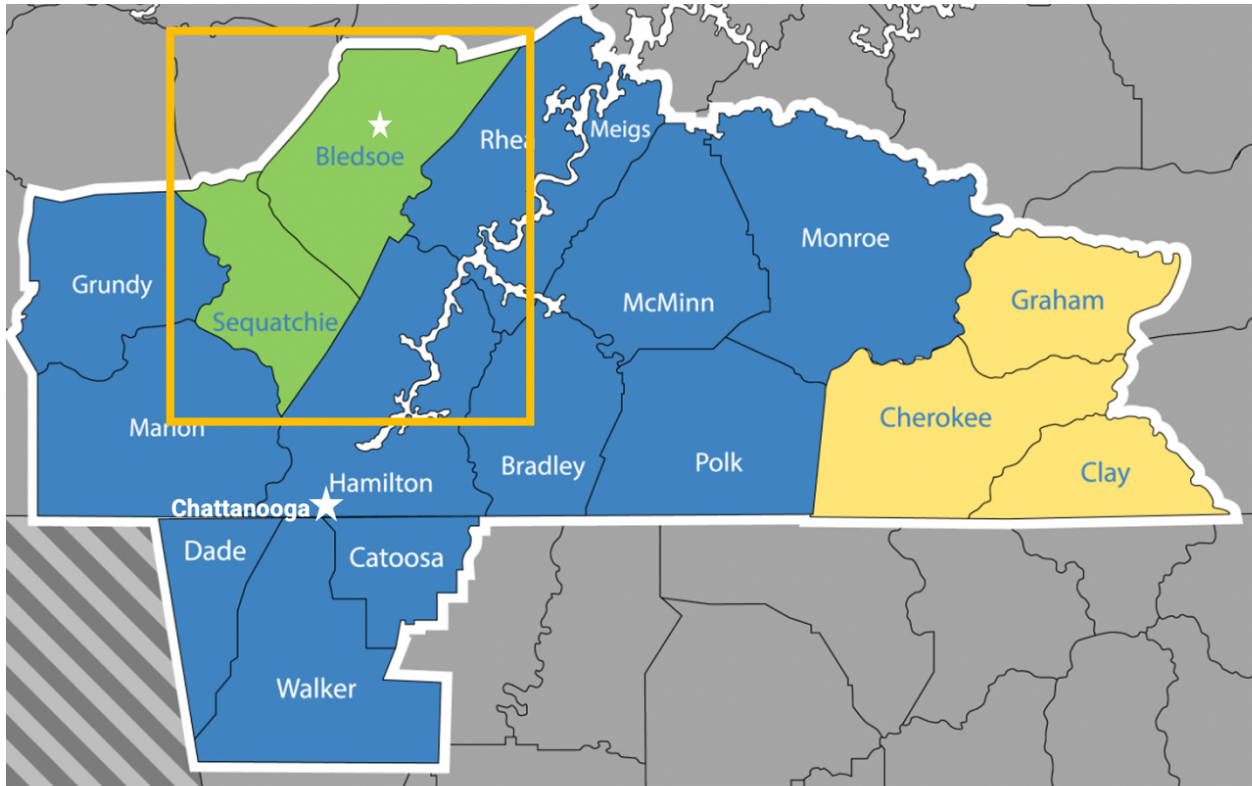 Meigs
Rhea
Bledsoe
Monroe
Grundy
Graham
McMinn
Sequatchie
Cherokee
Marion
Polk
Bradley
Clay
Hamilton
Chattanooga
Dade
Catoosa
Walker